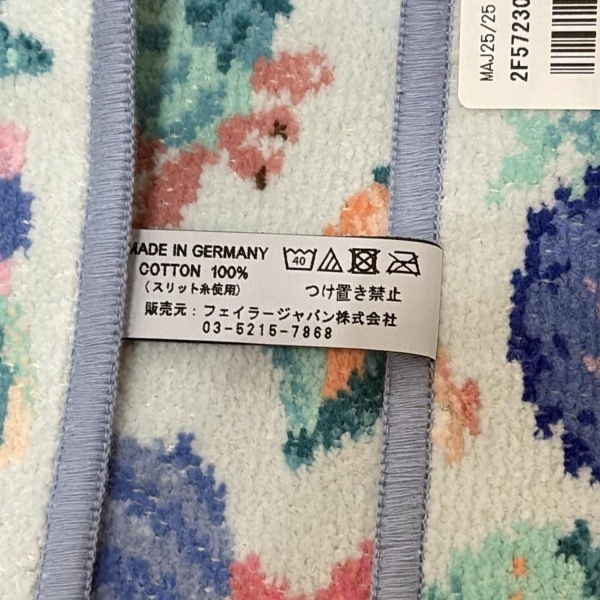 MAJ25/25
2F57230
MADE IN GERMANY
COTTON 100%
（スリット糸使用）
40
つけ置き禁止
販売元：フェイラージャパン株式会社
03-5215-7868